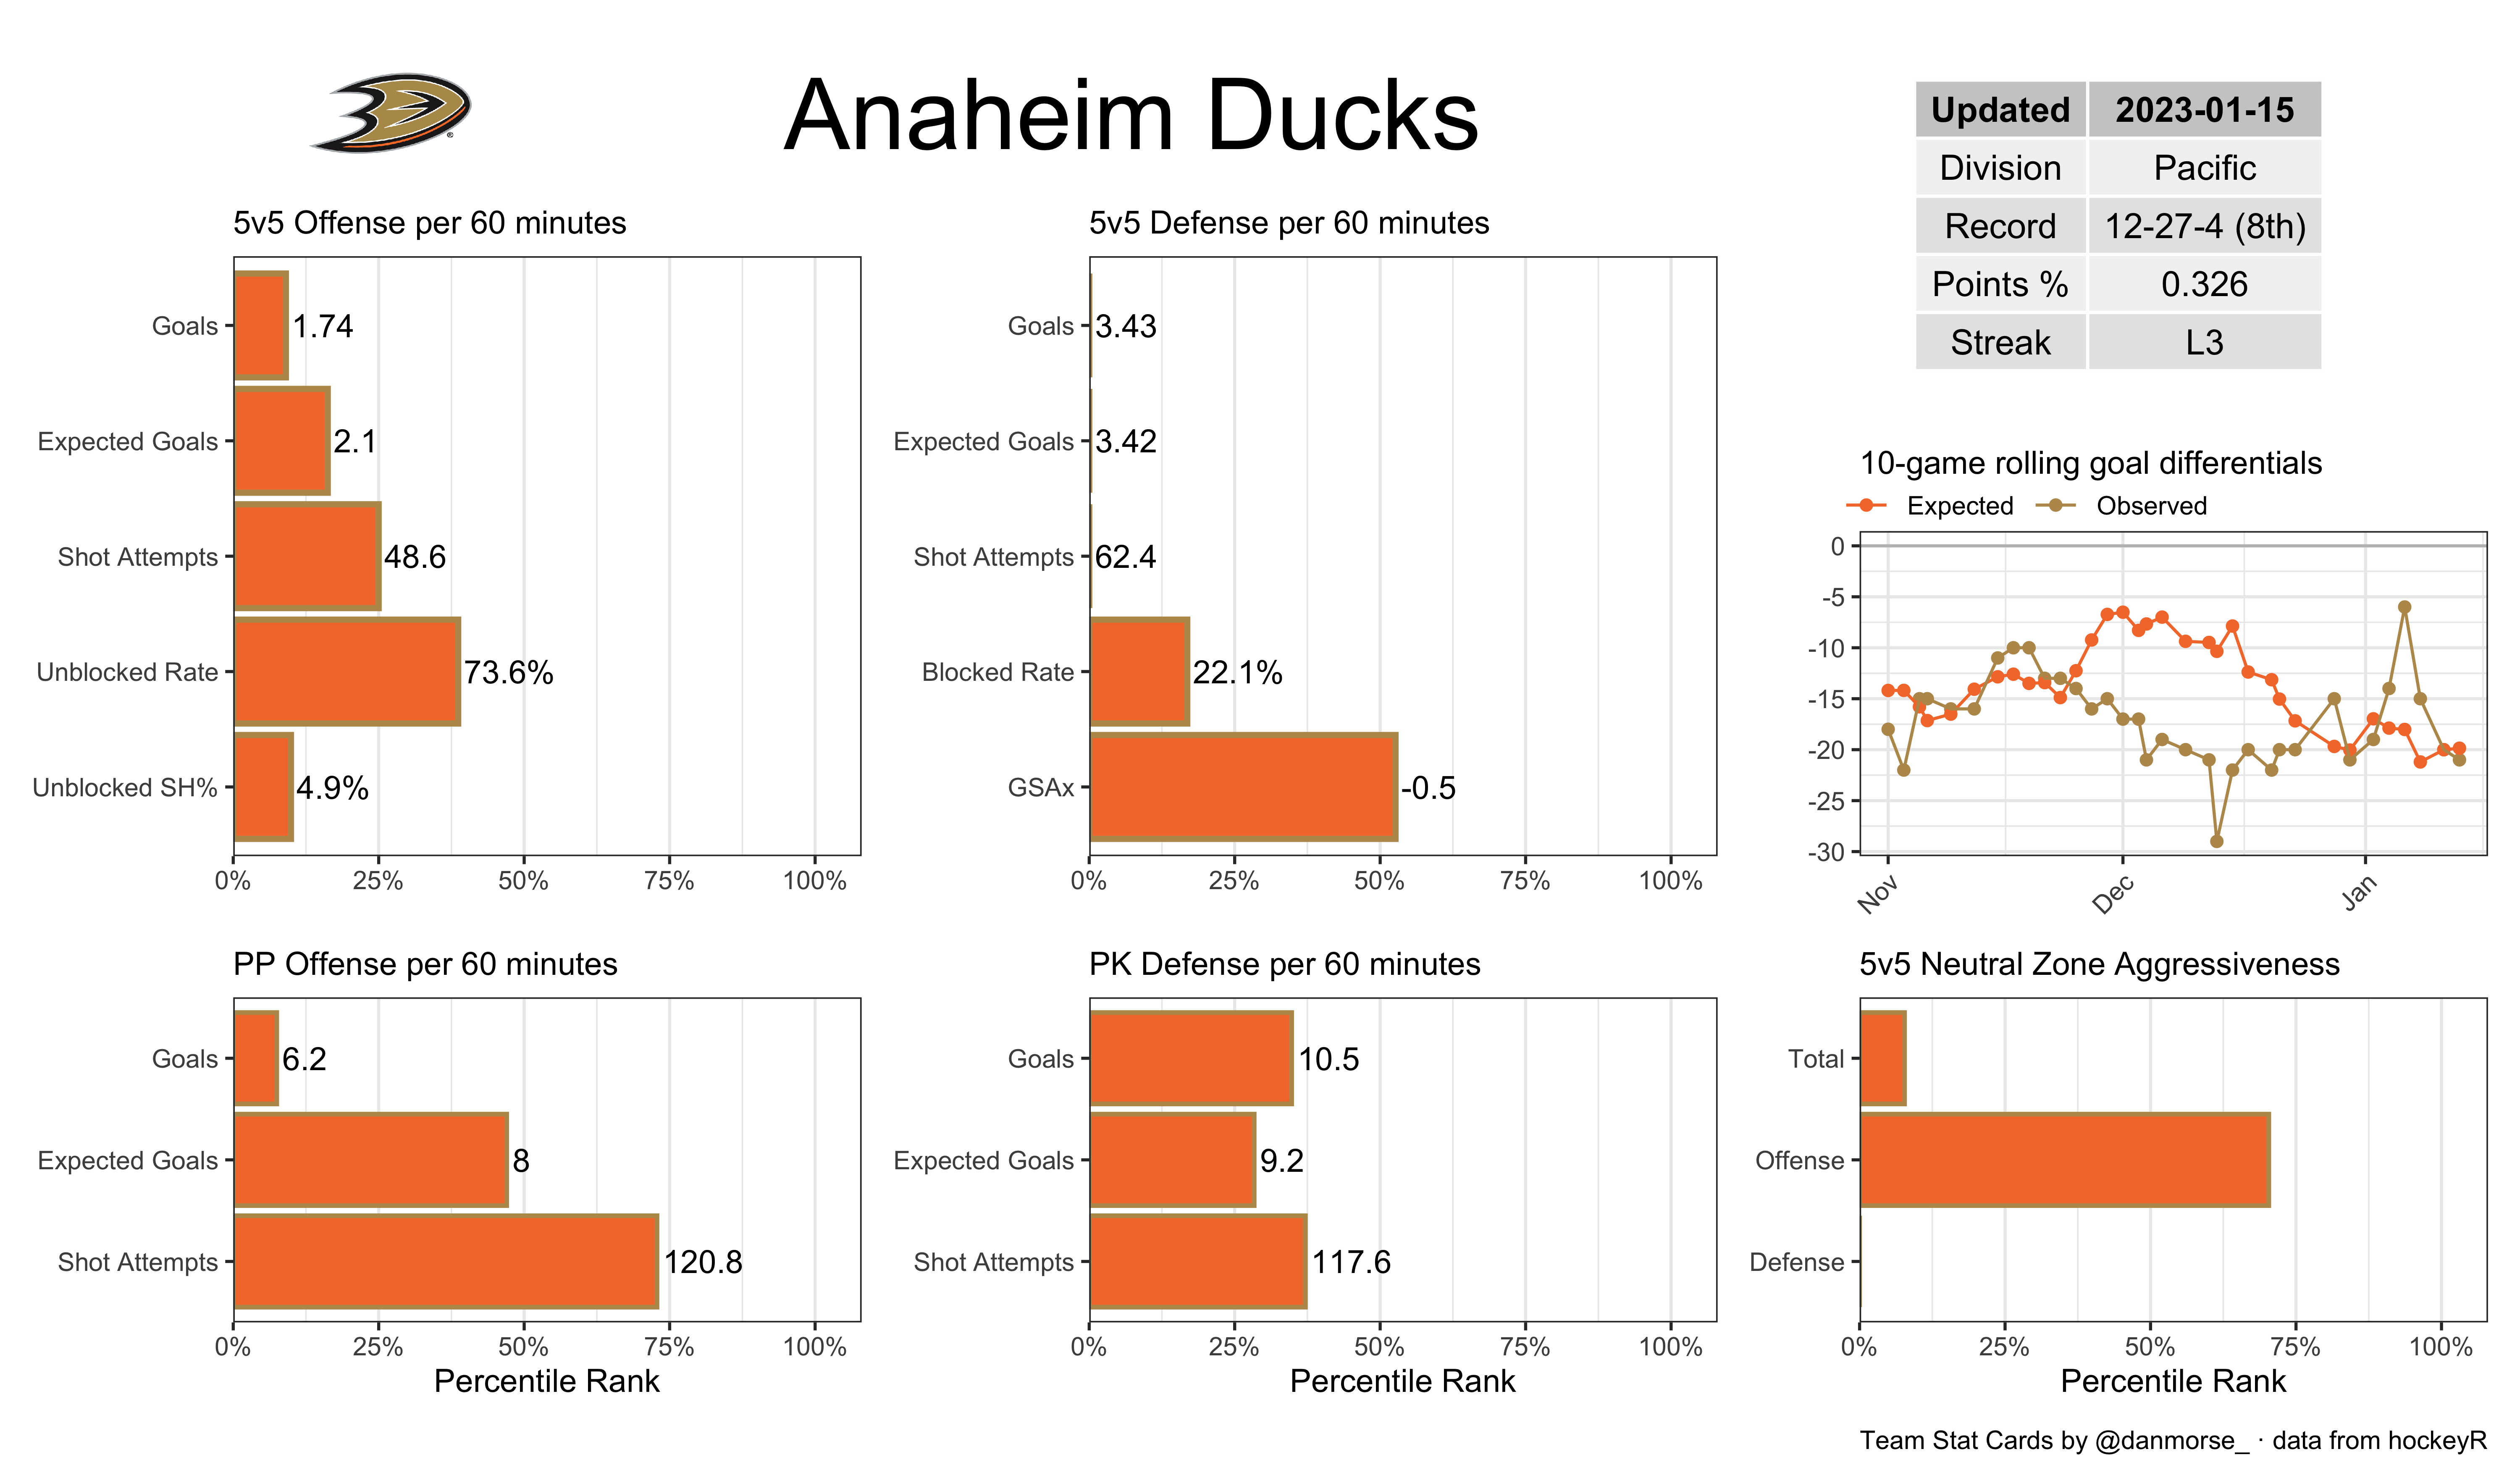 Anaheim Ducks
Updated 2023-01-15
Division Pacific
Record 12-27-4 (8th)
Points % 0.326
Streak L3
5v5 Offense per 60 minutes
Goals 1.74
Expected Goals 2.1
Shot Attempts 48.6
Unblocked Rate 73.6%
Unblocked SH% 4.9%
0% 25% 50% 75% 100%
5v5 Defense per 60 minutes
Goals 3.43
Expected Goals 3.42
Shot Attempts 62.4
Blocked Rate 22.1%
GSAx -0.5
0% 25% 50% 75% 100%
10-game rolling goal differentials
Expected Observed
0
-5
-10
-15
-20
-25
-30
Nov Dec Jan
PP Offense per 60 minutes
Goals 6.2
Expected Goals 8
Shot Attempts 120.8
0% 25% 50% 75% 100%
Percentile Rank
PK Defense per 60 minutes
Goals 10.5
Expected Goals 9.2
Shot Attempts 117.6
0% 25% 50% 75% 100%
Percentile Rank
5v5 Neutral Zone Aggressiveness
Total
Offense
Defense
0% 25% 50% 75% 100%
Percentile Rank
Team Stat Cards by @danmorse_ · data from hockeyR